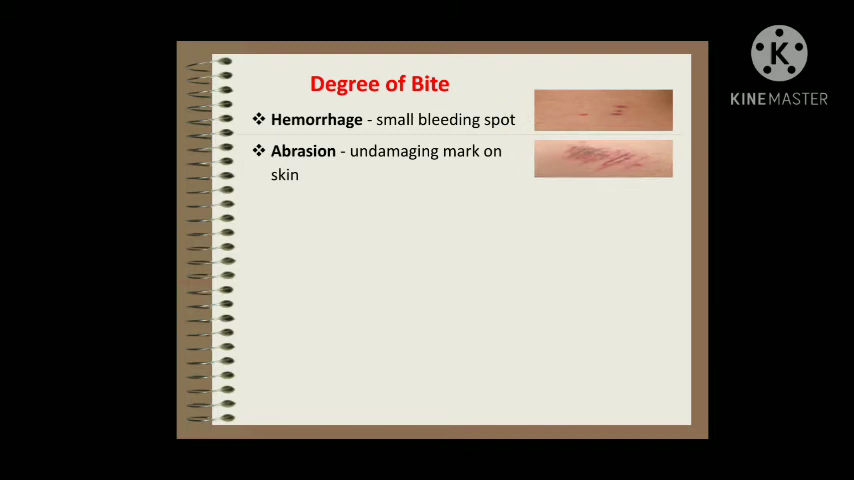 Degree of Bite
❖ Hemorrhage - small bleeding spot
❖ Abrasion - undamaging mark on
skin
K
KINEMASTER